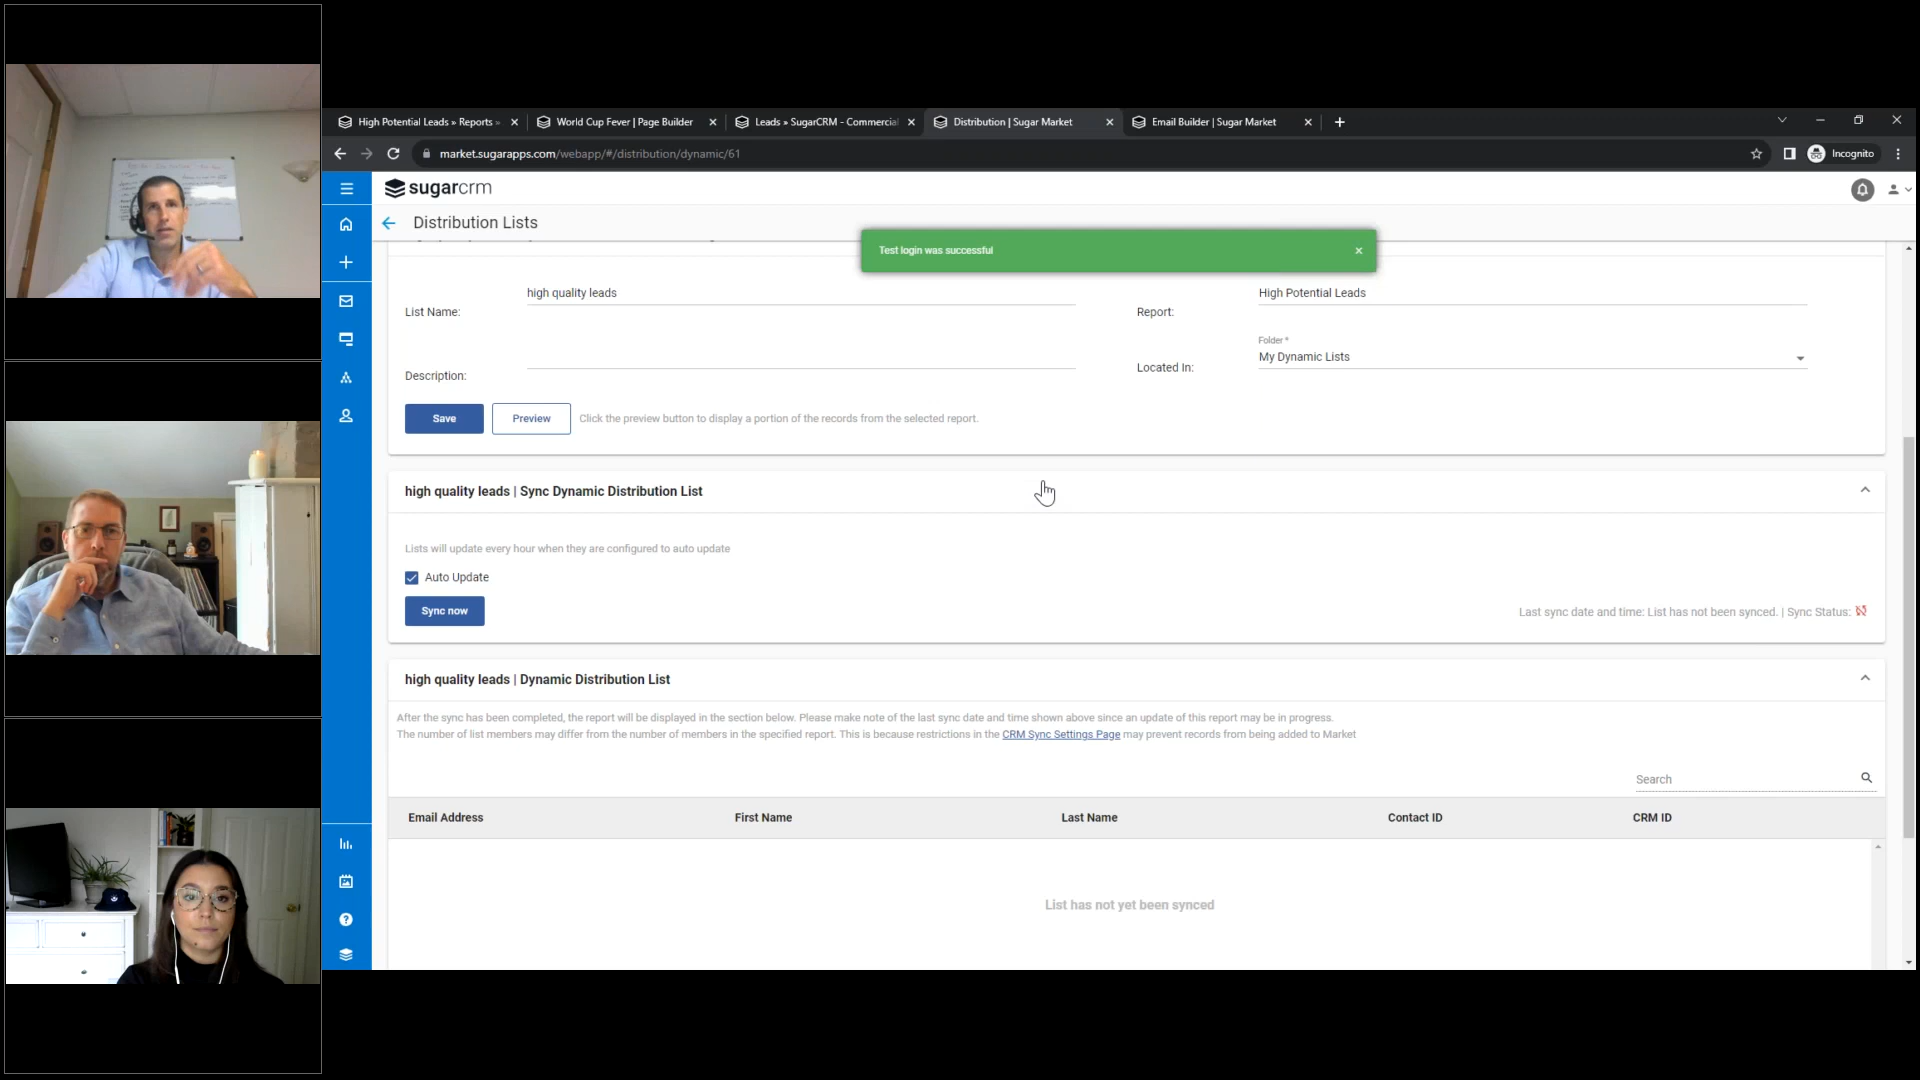 High Potential Leads » Reports »
World Cup Fever | Page Builder
Leads » SugarCRM - Commercial
Distribution | Sugar Market
Email Builder | Sugar Market
market.sugarapps.com/webapp/#/distribution/dynamic/61
Incognito
sugarcrm
Distribution Lists
Test login was successful
List Name:
high quality leads
Report:
High Potential Leads
Description:
Located In:
Folder *
My Dynamic Lists
Save
Preview
Click the preview button to display a portion of the records from the selected report.
high quality leads | Sync Dynamic Distribution List
Lists will update every hour when they are configured to auto update
Auto Update
Sync now
Last sync date and time: List has not been synced. | Sync Status:
high quality leads | Dynamic Distribution List
After the sync has been completed, the report will be displayed in the section below. Please make note of the last sync date and time shown above since an update of this report may be in progress.
The number of list members may differ from the number of members in the specified report. This is because restrictions in the CRM Sync Settings Page may prevent records from being added to Market
Search
Email Address
First Name
Last Name
Contact ID
CRM ID
List has not yet been synced